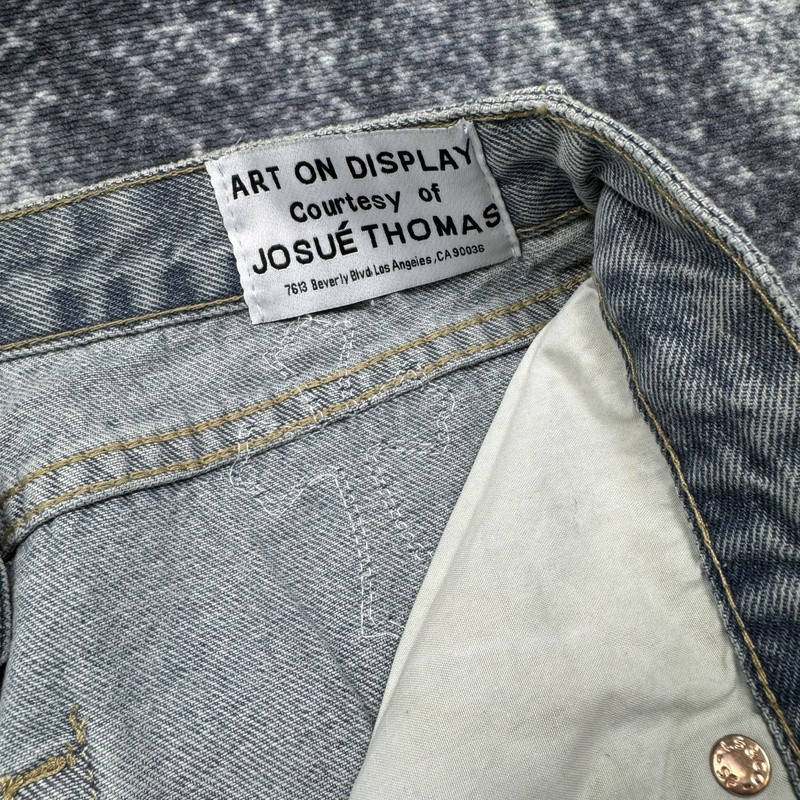 ART ON DISPLAY
Courtesy of
JOSUÉ THOMAS
7613 Beverly Blvd. Los Angeles, CA 90036